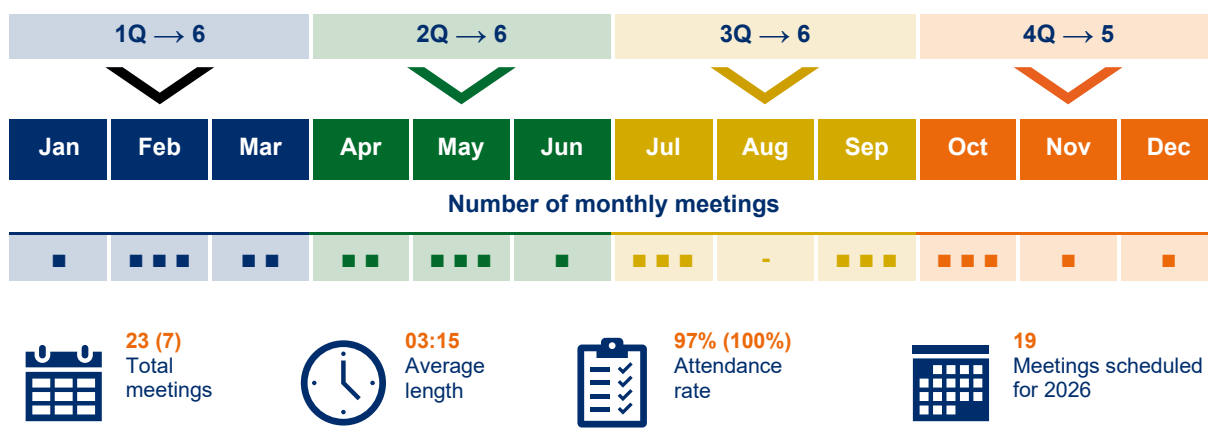 1Q → 6 2Q → 6 3Q → 6 4Q → 5
Jan Feb Mar Apr May Jun Jul Aug Sep Oct Nov Dec
Number of monthly meetings
■ ■ ■ ■ ■ ■ ■ ■ ■ ■ ■ ■ ■ ■ ■ - ■ ■ ■ ■ ■ ■ ■ ■
23 (7)
Total
meetings
03:15
Average
length
97% (100%)
Attendance
rate
19
Meetings scheduled
for 2026